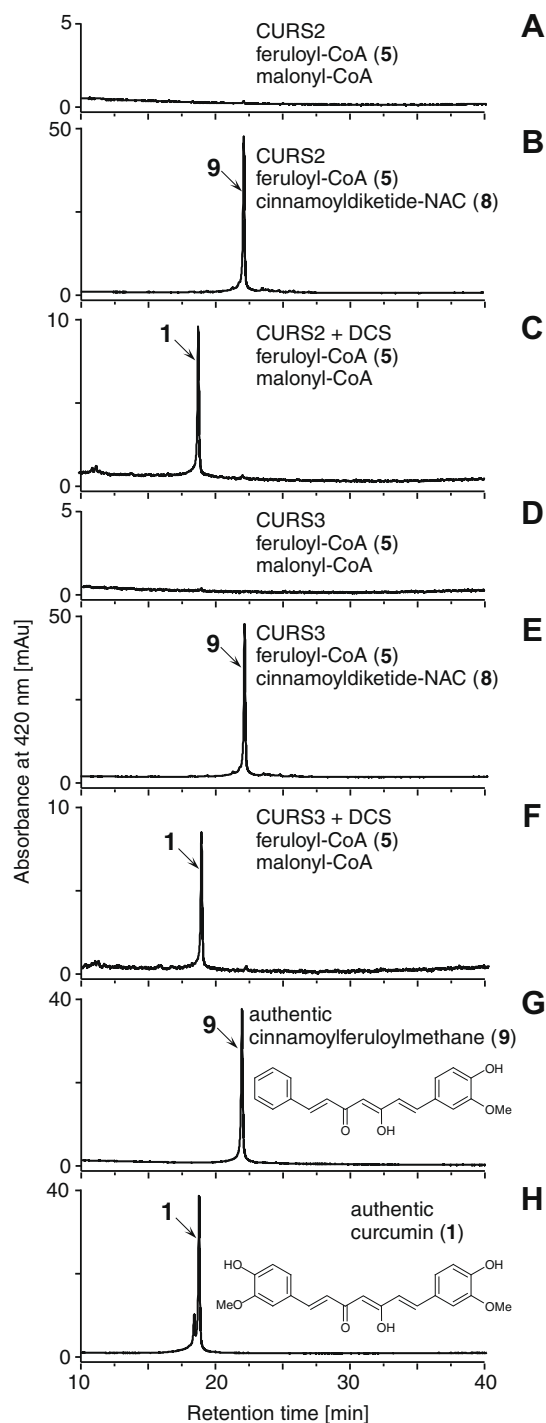 A
5
CURS2
feruloyl-CoA (5)
malonyl-CoA
0
B
50
CURS2
9
feruloyl-CoA (5)
cinnamoyldiketide-NAC (8)
0
C
10
CURS2 + DCS
1
feruloyl-CoA (5)
malonyl-CoA
0
D
5
CURS3
feruloyl-CoA (5)
malonyl-CoA
0
E
50
CURS3
9
feruloyl-CoA (5)
cinnamoyldiketide-NAC (8)
0
F
10
CURS3 + DCS
1
feruloyl-CoA (5)
malonyl-CoA
0
G
40
authentic
9
cinnamoylferuloylmethane (9)
OH
OMe
O
OH
0
H
40
1
authentic
curcumin (1)
HO
OH
MeO
OMe
O
OH
0
10
20
30
40
Retention time [min]
Absorbance at 420 nm [mAu]